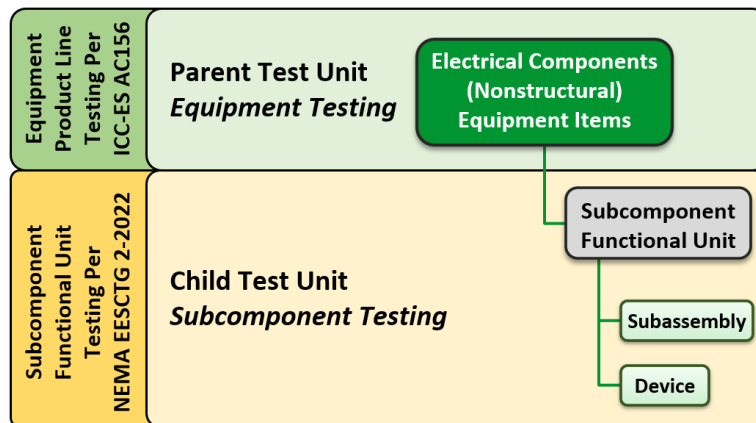 Equipment
Product Line
Testing Per
ICC-ES AC156
Parent Test Unit
Equipment Testing
Electrical Components
(Nonstructural)
Equipment Items
Subcomponent
Functional Unit
Testing Per
NEMA EESCTG 2-2022
Child Test Unit
Subcomponent Testing
Subcomponent
Functional Unit
Subassembly
Device